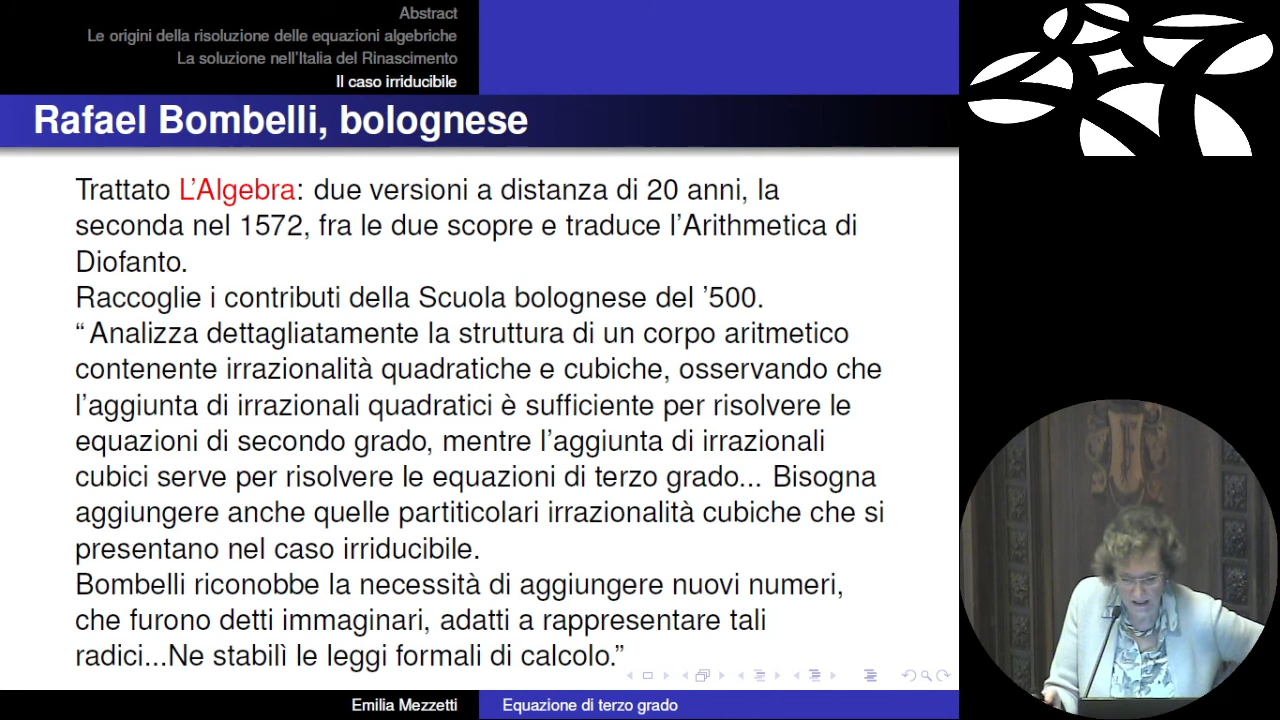 Abstract
Le origini della risoluzione delle equazioni algebriche
La soluzione nell'Italia del Rinascimento
Il caso irriducibile
Rafael Bombelli, bolognese
Trattato L'Algebra: due versioni a distanza di 20 anni, la
seconda nel 1572, fra le due scopre e traduce l'Arithmetica di
Diofanto.
Raccoglie i contributi della Scuola bolognese del '500.
“Analizza dettagliatamente la struttura di un corpo aritmetico
contenente irrazionalità quadratiche e cubiche, osservando che
l'aggiunta di irrazionali quadratici è sufficiente per risolvere le
equazioni di secondo grado, mentre l'aggiunta di irrazionali
cubici serve per risolvere le equazioni di terzo grado... Bisogna
aggiungere anche quelle partiticolari irrazionalità cubiche che si
presentano nel caso irriducibile.
Bombelli riconobbe la necessità di aggiungere nuovi numeri,
che furono detti immaginari, adatti a rappresentare tali
radici...Ne stabilì le leggi formali di calcolo.”
Emilia Mezzetti
Equazione di terzo grado